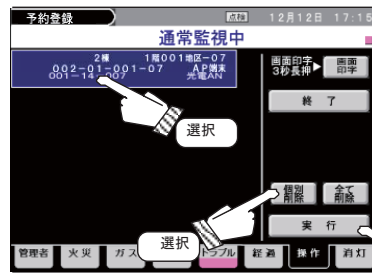 予約登録 点検 12月12日 17:15
通常監視中
2棟 1階001地区-07
002-01-001-07 AP端末
001-14-007 光電AN
画面印字
3秒長押
画面
印字
選択
終 了
個別
削除
全て
削除
選択
実 行
管理者 火災 ガス トラブル 経過 操作 消灯